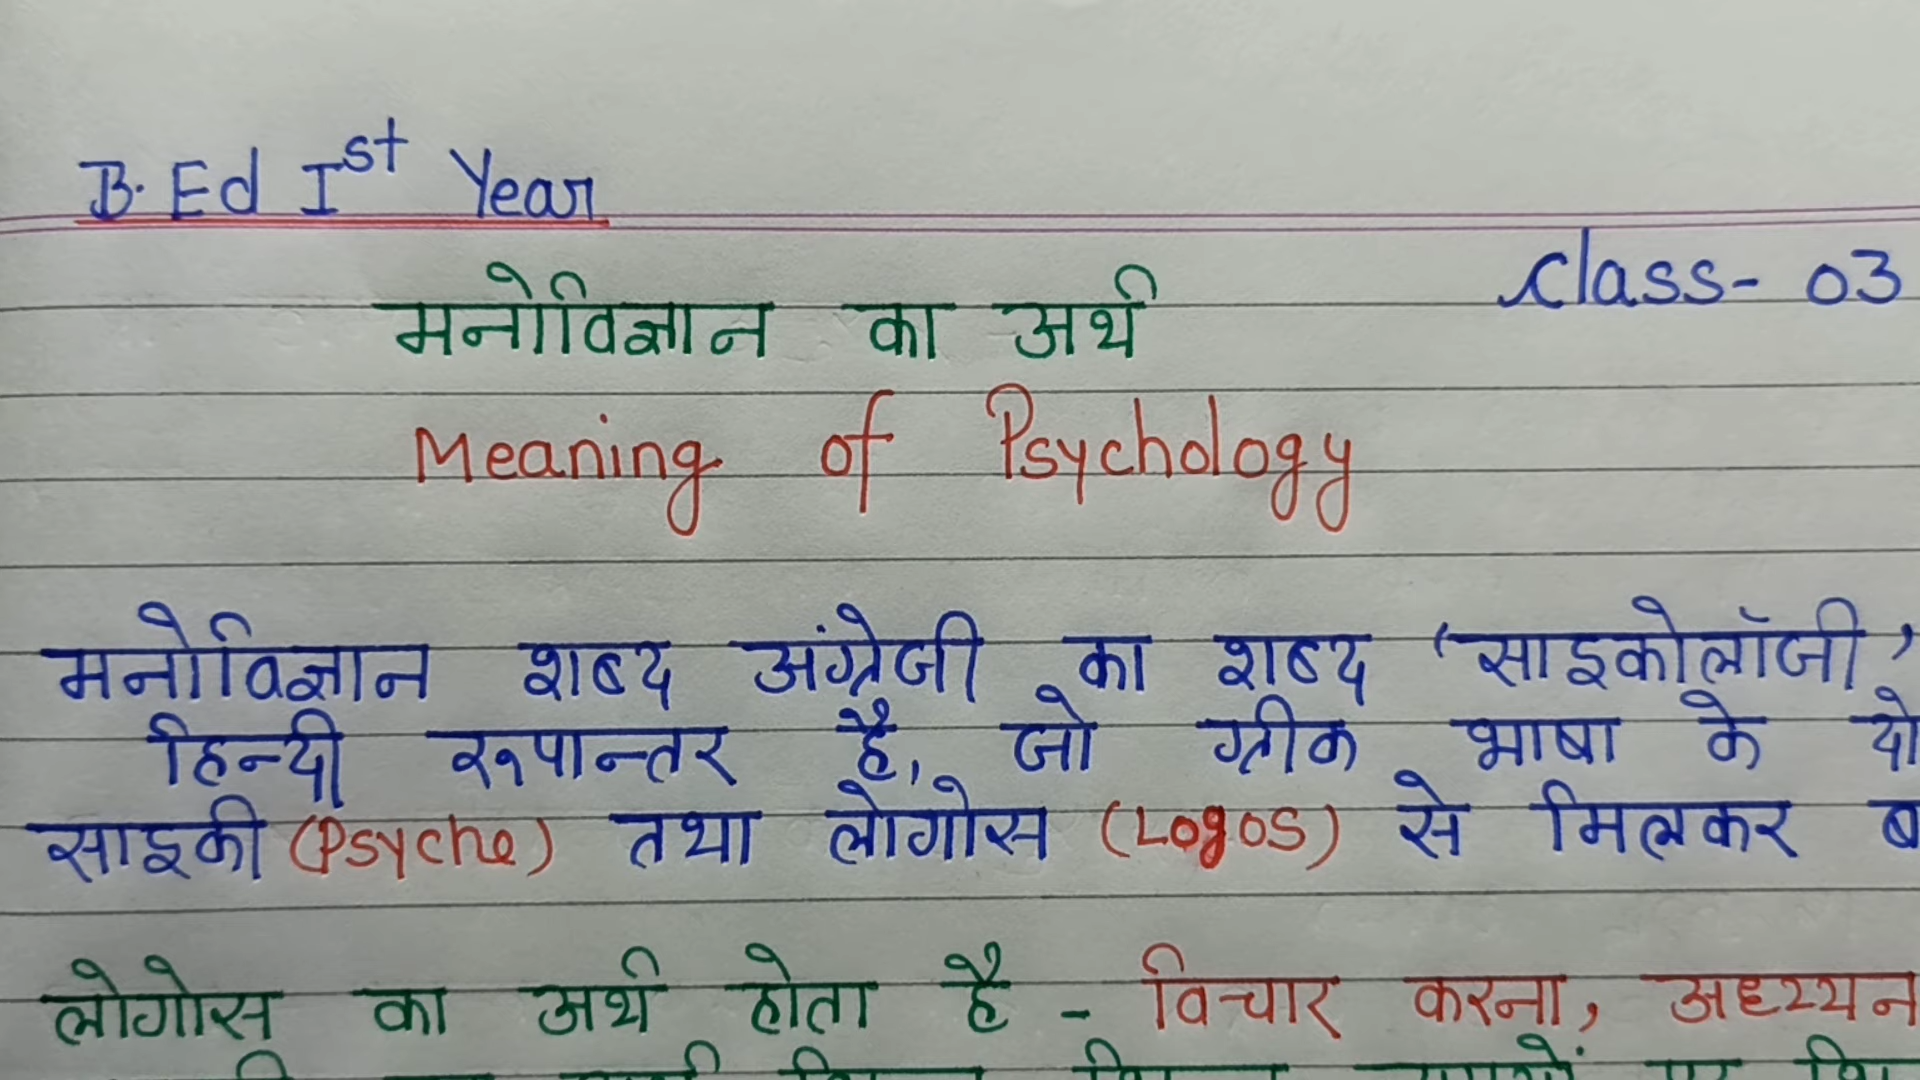 B.Ed Ist Year
Class- 03
मनोविज्ञान का अर्थ
Meaning of Psychology
मनोविज्ञान शब्द अंग्रेजी का शब्द 'साइकोलॉजी'
हिन्दी रूपान्तर है, जो ग्रीक भाषा के दो
साइकी (Psyche) तथा लोगोस (Logos) से मिलकर
लोगोस का अर्थ होता है - विचार करना, अध्ययन